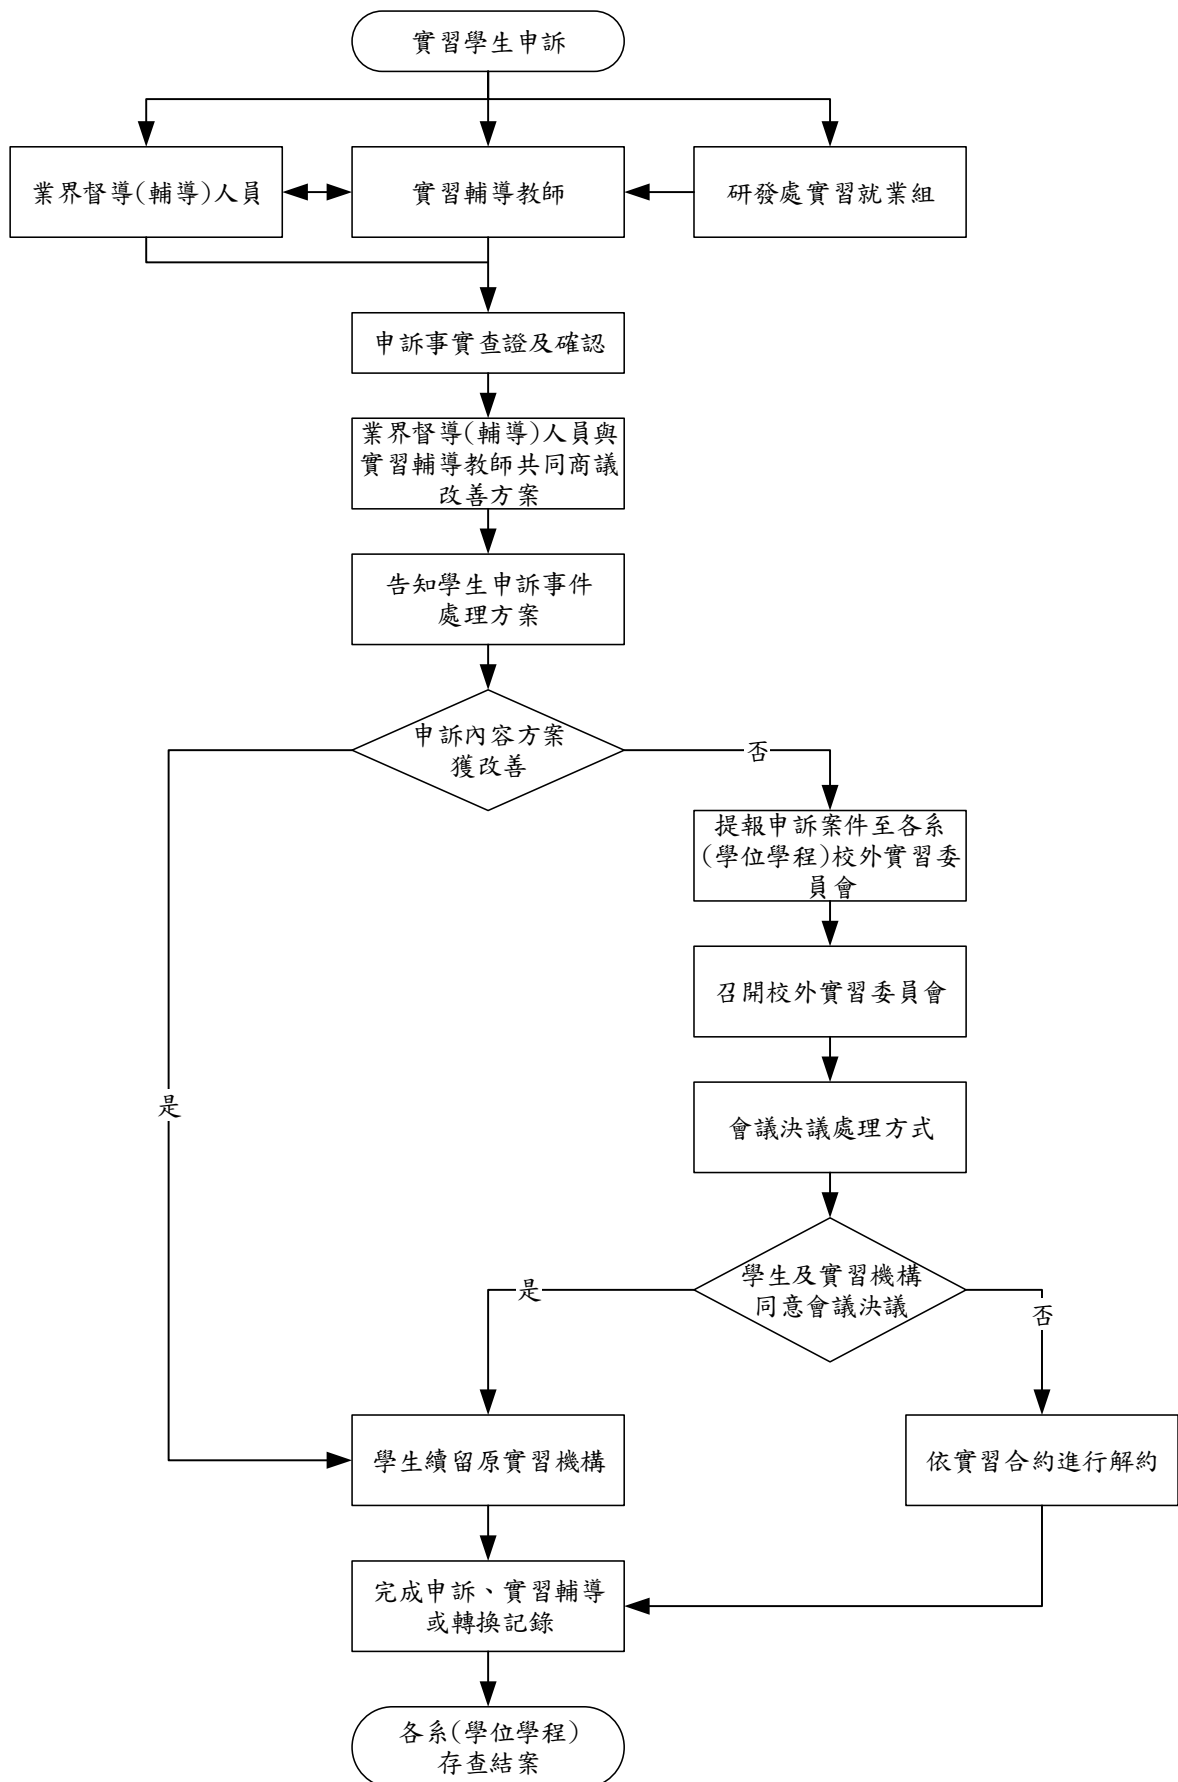 實習學生申訴
業界督導(輔導)人員
實習輔導教師
研發處實習就業組
申訴事實查證及確認
業界督導(輔導)人員與
實習輔導教師共同商議
改善方案
告知學生申訴事件
處理方案
申訴內容方案
獲改善
否
提報申訴案件至各系
(學位學程)校外實習委
員會
召開校外實習委員會
是
會議決議處理方式
學生及實習機構
同意會議決議
是
否
學生續留原實習機構
依實習合約進行解約
完成申訴、實習輔導
或轉換記錄
各系(學位學程)
存查結案